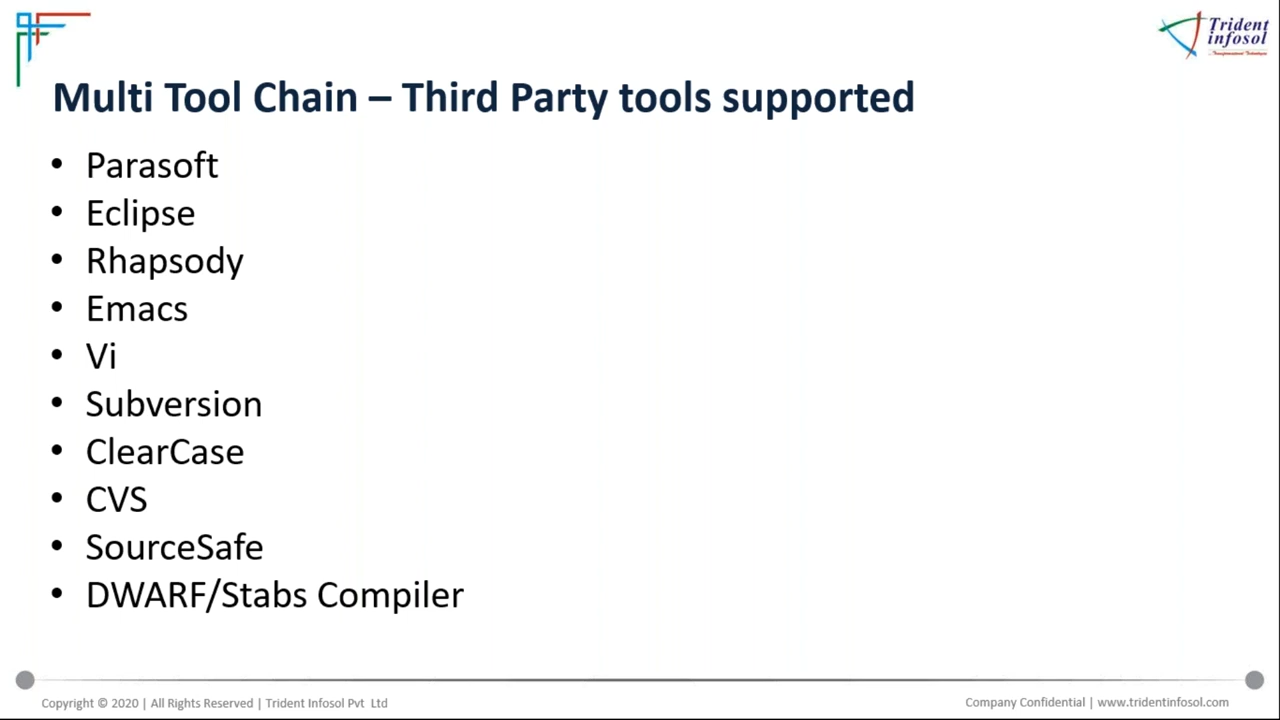 Trident
infosol
Multi Tool Chain – Third Party tools supported
• Parasoft
• Eclipse
• Rhapsody
• Emacs
• Vi
• Subversion
• ClearCase
• CVS
• SourceSafe
• DWARF/Stabs Compiler
Copyright © 2020 | All Rights Reserved | Trident Infosol Pvt Ltd
Company Confidential | www.tridentinfosol.com